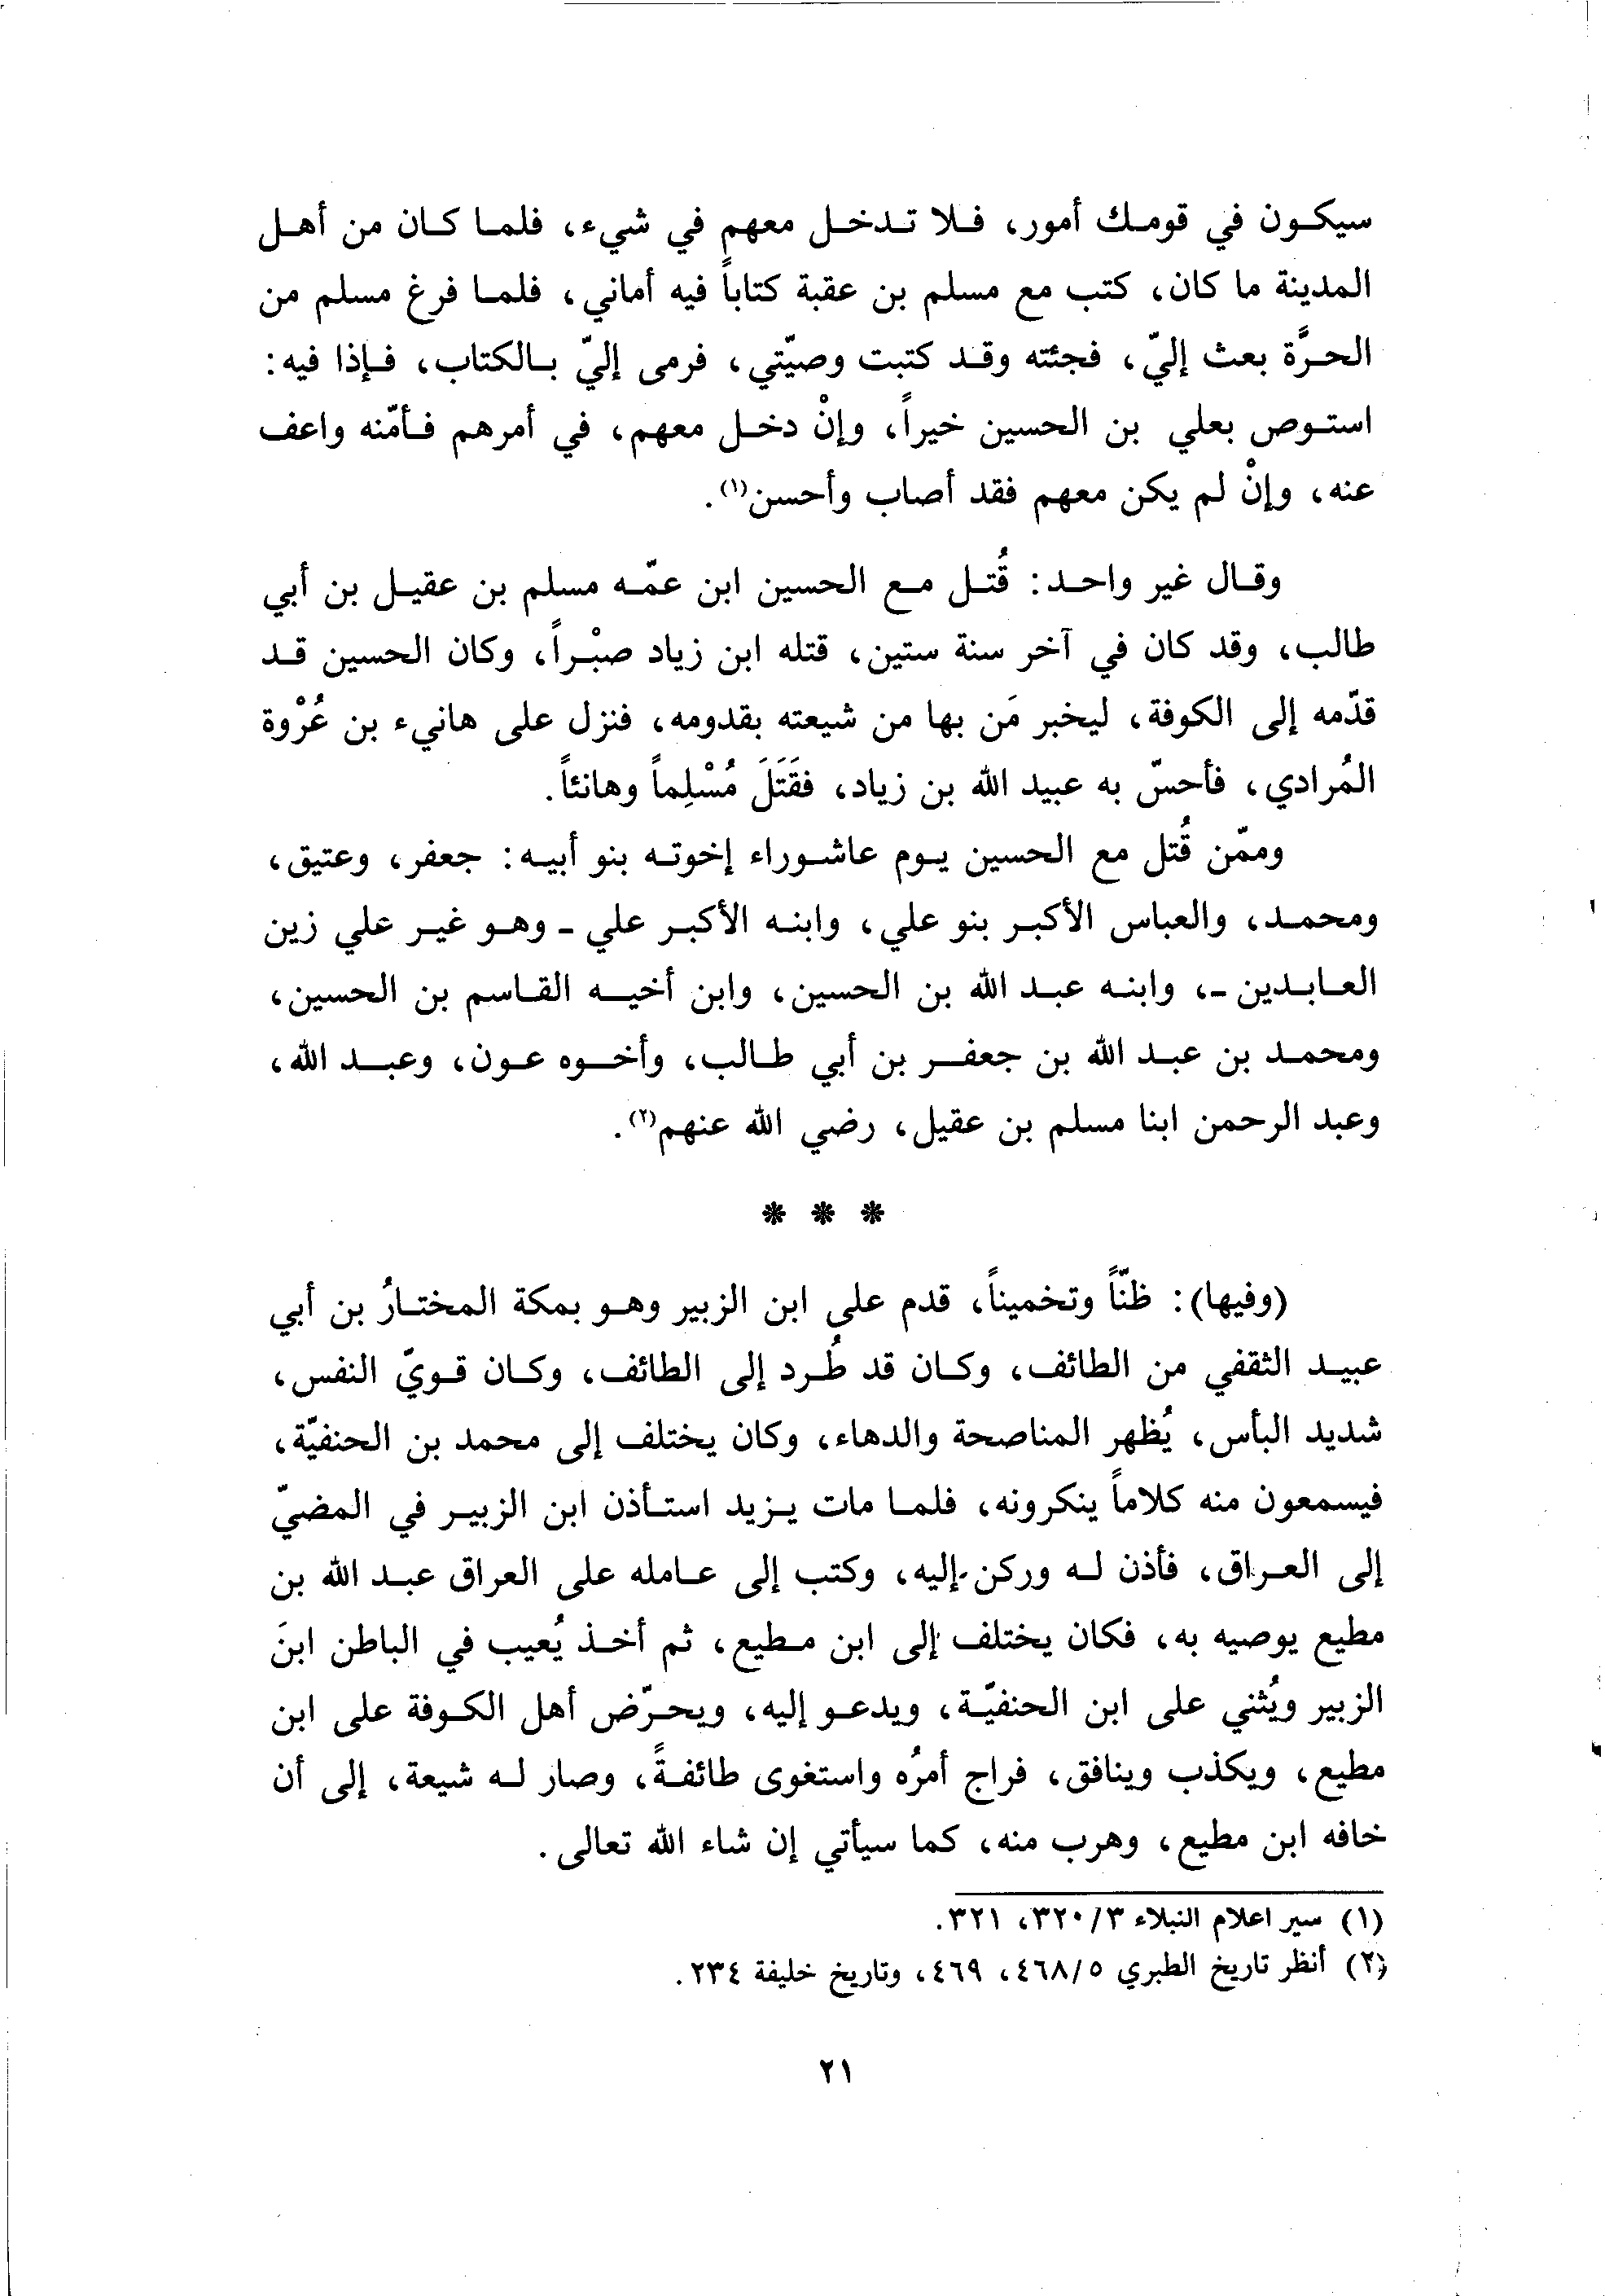 سيكون في قومك أمور، فلا تدخل معهم في شيء، فلما كان من أهل
المدينة ما كان، كتب مع مسلم بن عقبة كتاباً فيه أماني، فلما فرغ مسلم من
الحرَّة بعث إليّ، فجئته وقد كتبت وصيّتي، فرمى إليّ بالكتاب، فإذا فيه:
استوص بعلي بن الحسين خيراً، وإنْ دخل معهم، في أمرهم فأمّنه واعف
عنه، وإنْ لم يكن معهم فقد أصاب وأحسن(١).
وقال غير واحد: قُتل مع الحسين ابن عمّه مسلم بن عقيل بن أبي
طالب، وقد كان في آخر سنة ستين، قتله ابن زياد صبْراً، وكان الحسين قد
قدّمه إلى الكوفة، ليخبر مَن بها من شيعته بقدومه، فنزل على هانيء بن عُرْوة
المُرادي، فأحسّ به عبيد الله بن زياد، فقَتَلَ مُسْلِماً وهانئاً.
وممّن قُتل مع الحسين يوم عاشوراء إخوته بنو أبيه: جعفر، وعتيق،
ومحمد، والعباس الأكبر بنو علي، وابنه الأكبر علي - وهو غير علي زين
العابدين -، وابنه عبد الله بن الحسين، وابن أخيه القاسم بن الحسين،
ومحمد بن عبد الله بن جعفر بن أبي طالب، وأخوه عون، وعبد الله،
وعبد الرحمن ابنا مسلم بن عقيل، رضي الله عنهم(٢).
* * *
(وفيها): ظنّاً وتخميناً، قدم على ابن الزبير وهو بمكة المختارُ بن أبي
عبيد الثقفي من الطائف، وكان قد طُرد إلى الطائف، وكان قويّ النفس،
شديد البأس، يُظهر المناصحة والدهاء، وكان يختلف إلى محمد بن الحنفيّة،
فيسمعون منه كلاماً ينكرونه، فلما مات يزيد استأذن ابن الزبير في المضيّ
إلى العراق، فأذن له وركن إليه، وكتب إلى عامله على العراق عبد الله بن
مطيع يوصيه به، فكان يختلف إلى ابن مطيع، ثم أخذ يُعيب في الباطن ابنَ
الزبير ويُثني على ابن الحنفيّة، ويدعو إليه، ويحرّض أهل الكوفة على ابن
مطيع، ويكذب وينافق، فراج أمرُه واستغوى طائفةً، وصار له شيعة، إلى أن
خافه ابن مطيع، وهرب منه، كما سيأتي إن شاء الله تعالى.
(١) سير اعلام النبلاء ٣/٣٢٠، ٣٢١.
(٢) أنظر تاريخ الطبري ٤٦٨/٥، ٤٦٩، وتاريخ خليفة ٢٣٤.
٢١